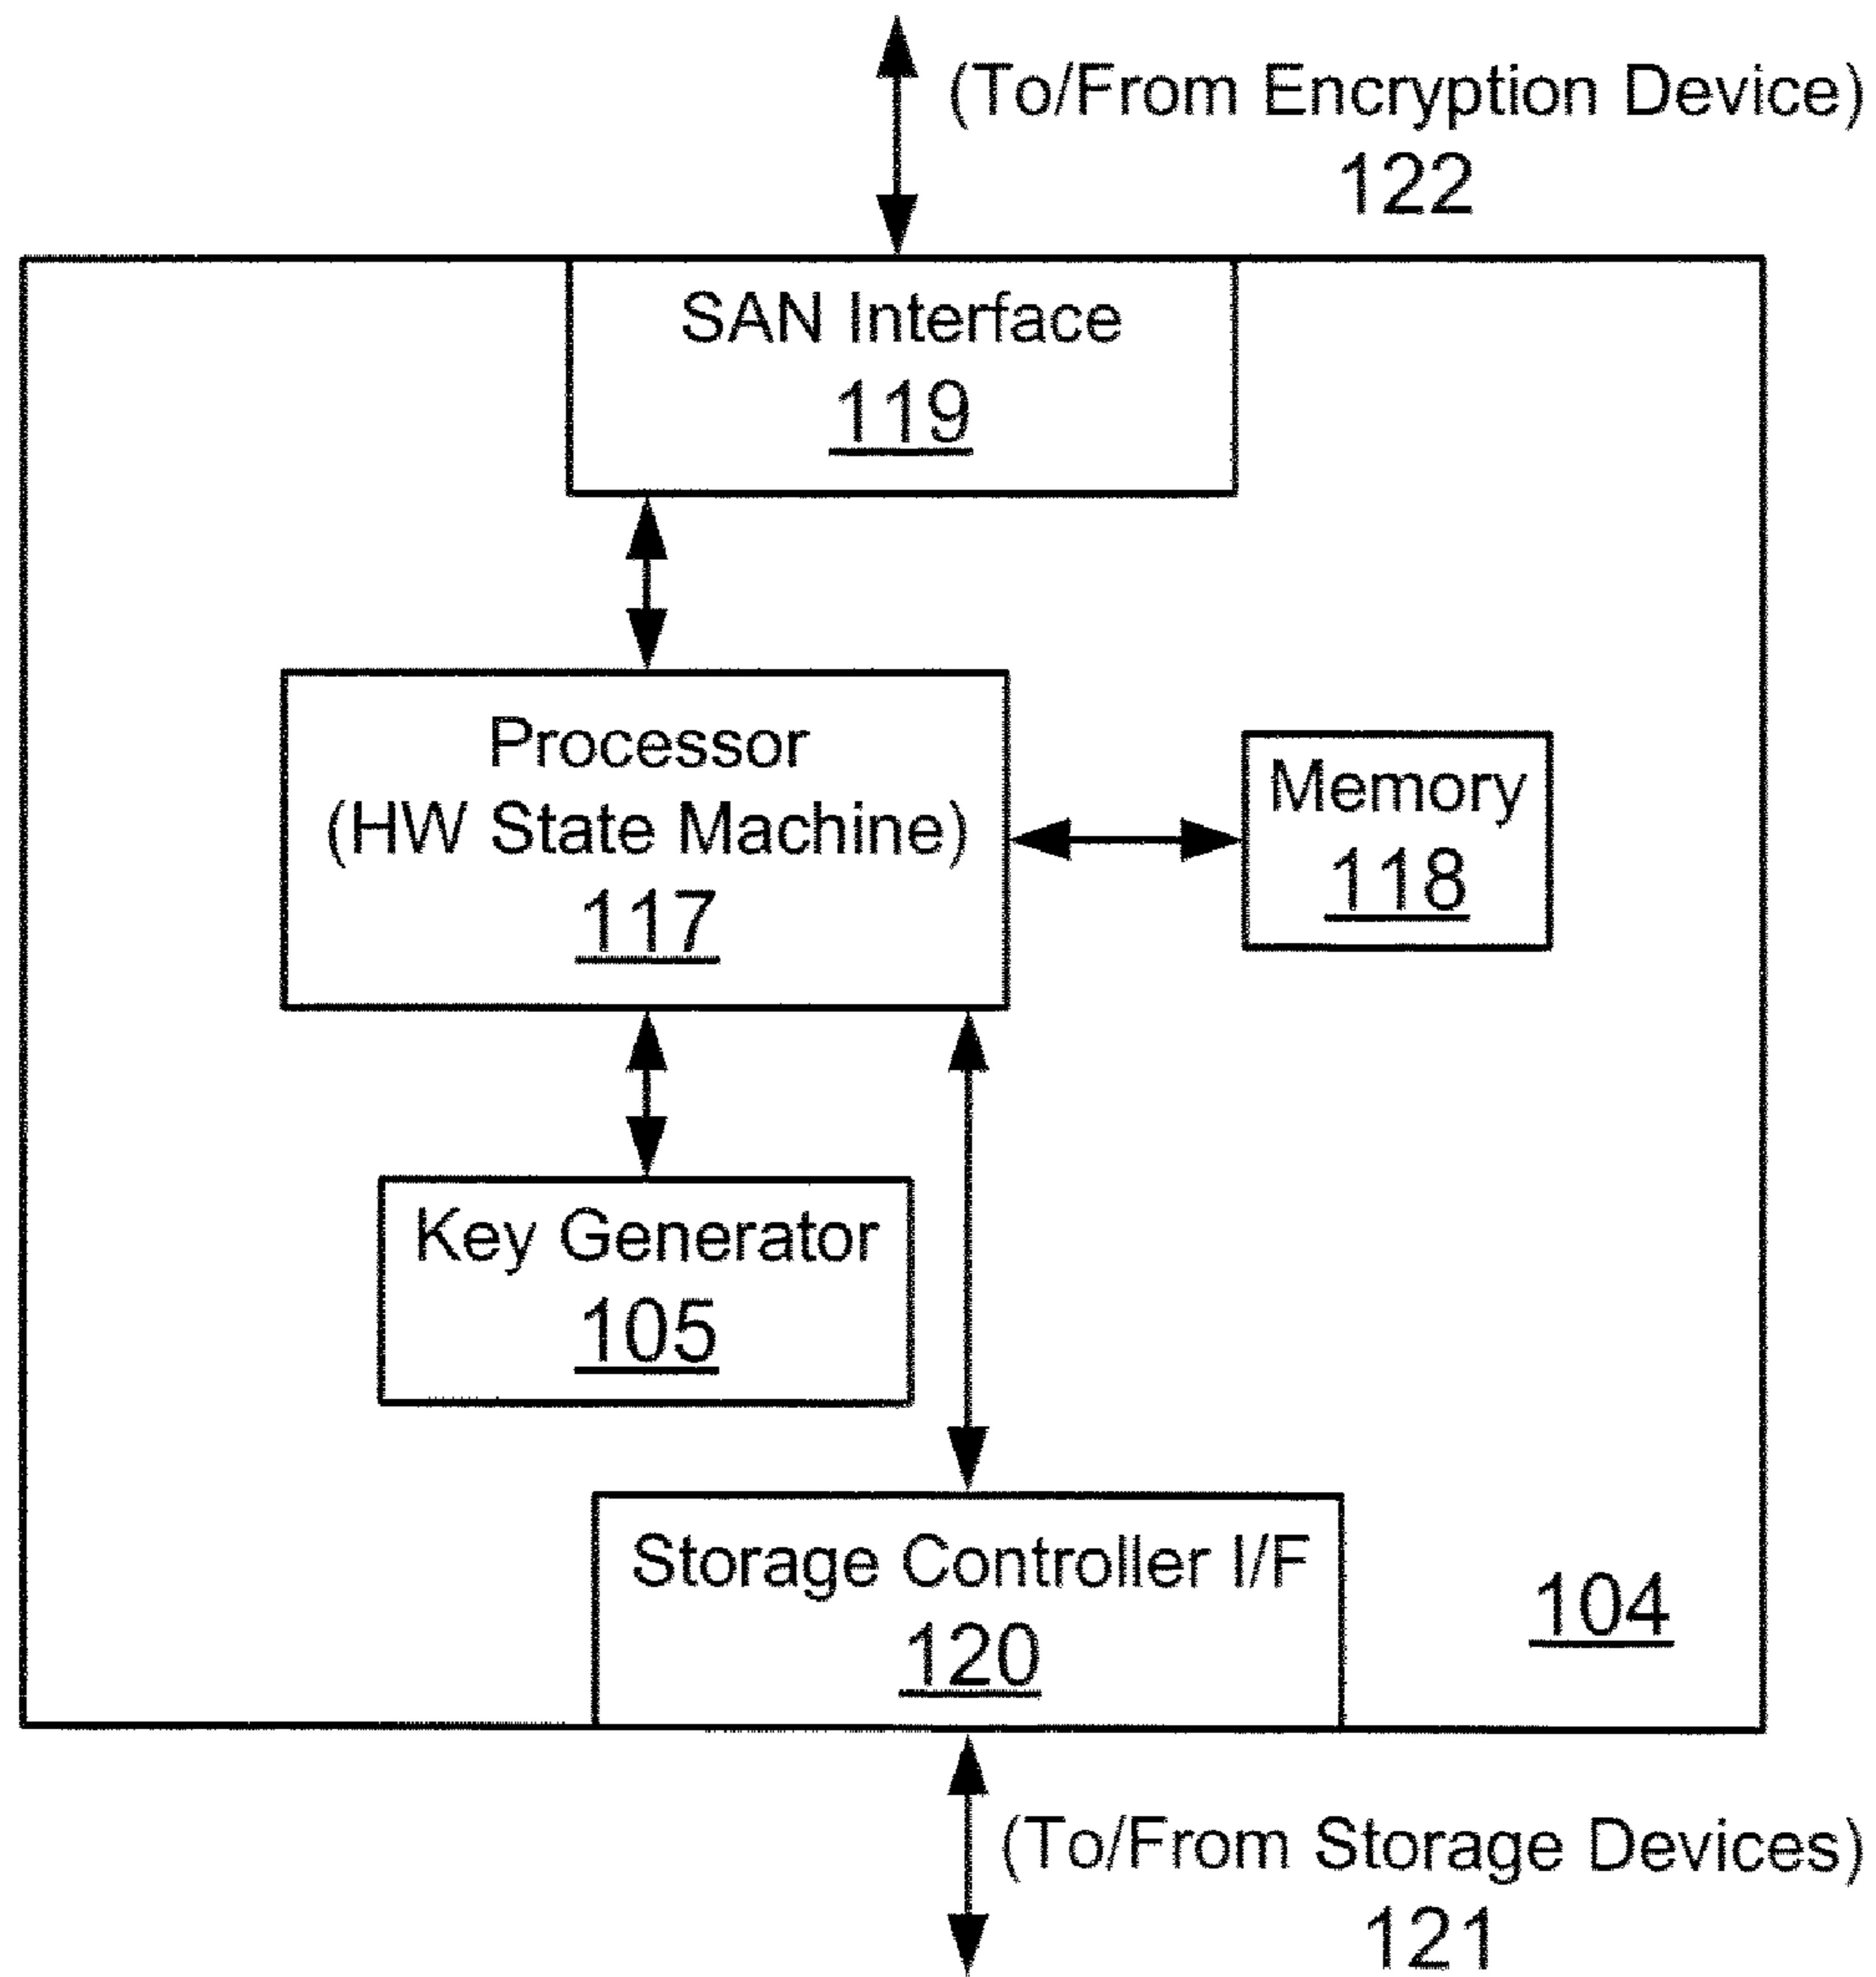 (To/From Encryption Device)
122
SAN Interface
119
Processor
(HW State Machine)
117
Memory
118
Key Generator
105
Storage Controller I/F
120
104
(To/From Storage Devices)
121